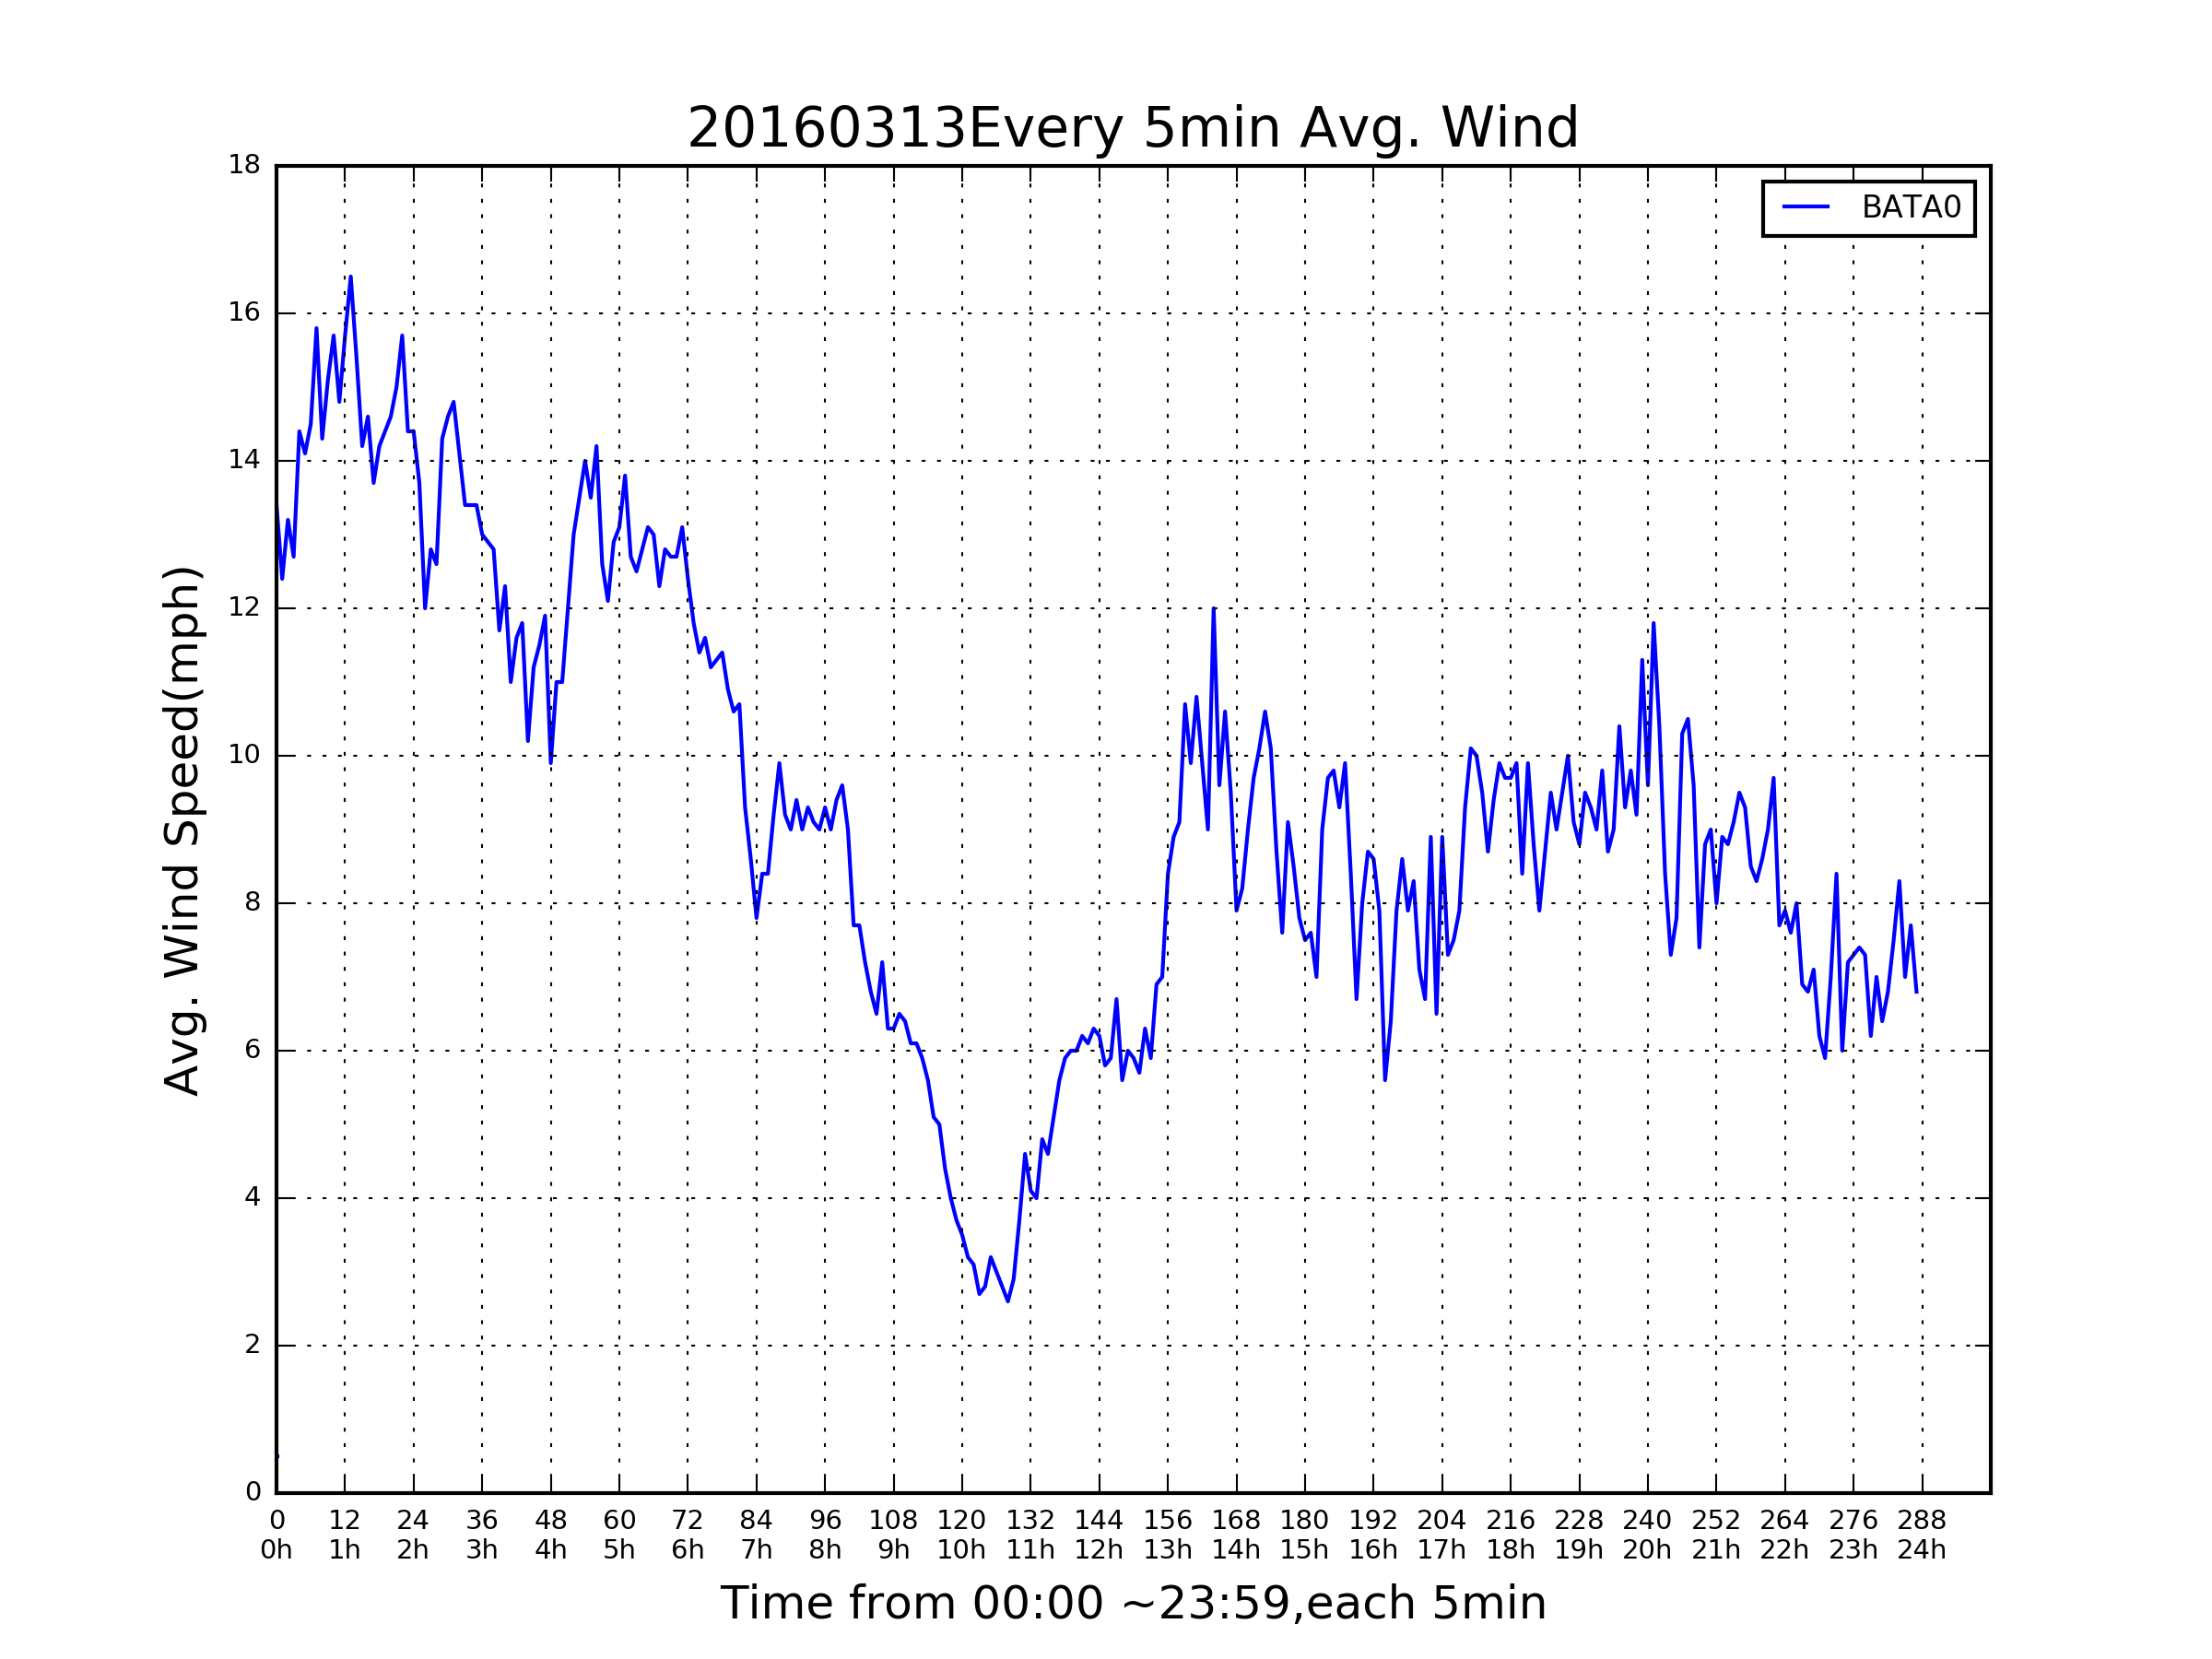 20160313Every 5min Avg. Wind
BATA0
Avg. Wind Speed(mph)
18
16
14
12
10
8
6
4
2
0
0 12 24 36 48 60 72 84 96 108 120 132 144 156 168 180 192 204 216 228 240 252 264 276 288
0h 1h 2h 3h 4h 5h 6h 7h 8h 9h 10h 11h 12h 13h 14h 15h 16h 17h 18h 19h 20h 21h 22h 23h 24h
Time from 00:00 ~23:59,each 5min